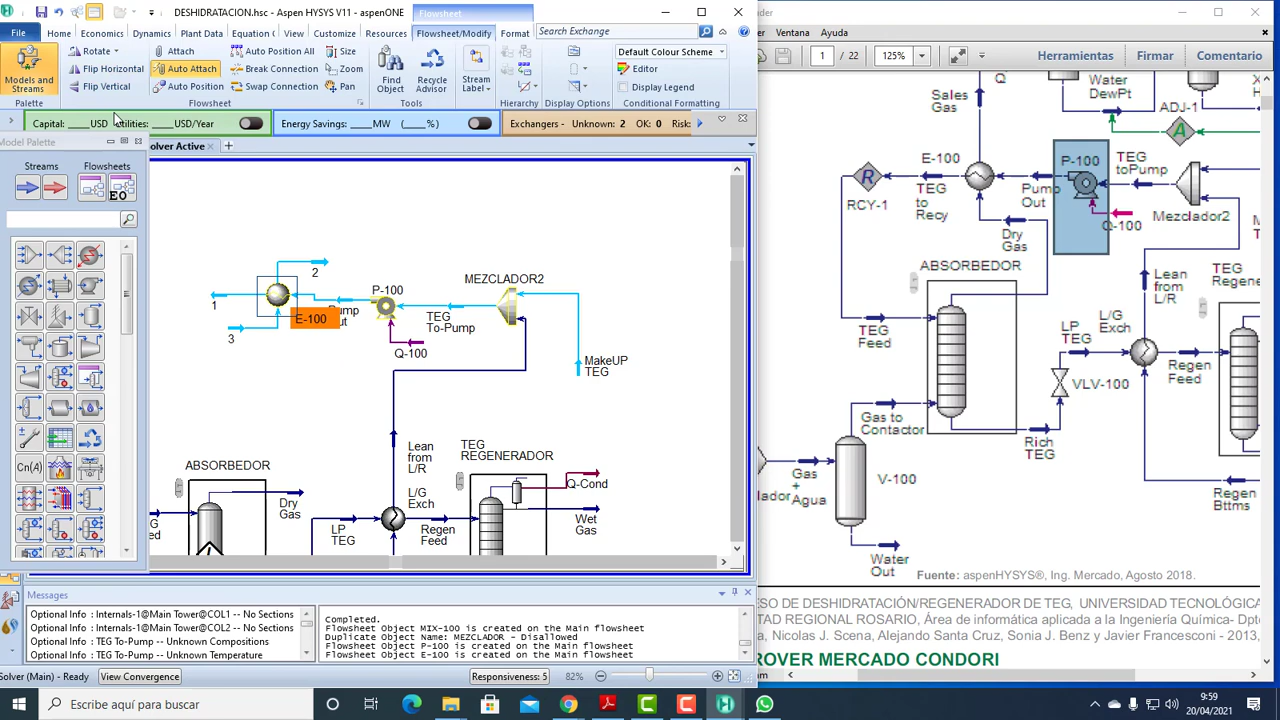 DESHIDRATACION.hsc - Aspen HYSYS V11 - aspenONE
Flowsheet
File
Home
Economics
Dynamics
Plant Data
Equation
View
Customize
Resources
Flowsheet/Modify
Format
Search Exchange
Models and
Streams
Palette
Rotate
Flip Horizontal
Flip Vertical
Attach
Auto Attach
Auto Position
Auto Position All
Break Connection
Swap Connection
Size
Zoom
Pan
Flowsheet
Find
Object
Recycle
Advisor
Tools
Stream
Label
Hierarchy
Display Options
Default Colour Scheme
Editor
Display Legend
Conditional Formatting
Capital: ____USD
Utilities: ____USD/Year
Energy Savings: ____MW (____%)
Exchangers - Unknown: 2 OK: 0 Risk:
Model Palette
Streams
Flowsheets
EO
Cn(A)
olver Active
2
P-100
MEZCLADOR2
1
3
E-100
TEG
To-Pump
Q-100
MakeUP
TEG
Lean
from
L/R
TEG
REGENERADOR
ABSORBEDOR
Dry
Gas
L/G
Exch
LP
TEG
Regen
Feed
Q-Cond
Wet
Gas
Messages
Optional Info : Internals-1@Main Tower@COL1 -- No Sections
Optional Info : Internals-1@Main Tower@COL2 -- No Sections
Optional Info : TEG To-Pump -- Unknown Compositions
Optional Info : TEG To-Pump -- Unknown Temperature
Completed.
Flowsheet Object MIX-100 is created on the Main flowsheet
Duplicate Object Name: MEZCLADOR - Disallowed
Flowsheet Object P-100 is created on the Main flowsheet
Flowsheet Object E-100 is created on the Main flowsheet
Solver (Main) - Ready
View Convergence
Responsiveness: 5
82%
der
Ventana
Ayuda
1 / 22
125%
Herramientas
Firmar
Comentario
Q
Sales
Gas
Water
DewPt
ADJ-1
A
E-100
P-100
TEG
toPump
R
RCY-1
TEG
to
Recy
Pump
Out
Q-100
Mezclador2
Dry
Gas
ABSORBEDOR
Lean
from
L/R
TEG
Regener
TEG
Feed
LP
TEG
L/G
Exch
VLV-100
Regen
Feed
Gas to
Contactor
Rich
TEG
Gas
+
Agua
lador
V-100
Water
Out
Regen
Bttms
Fuente: aspenHYSYS®, Ing. Mercado, Agosto 2018.
ESO DE DESHIDRATACIÓN/REGENERADOR DE TEG, UNIVERSIDAD TECNOLÓGICA
TAD REGIONAL ROSARIO, Área de informática aplicada a la Ingeniería Química- Dpto
, Nicolas J. Scena, Alejandro Santa Cruz, Sonia J. Benz y Javier Francesconi - 2013,
ROVER MERCADO CONDORI
Escribe aquí para buscar
9:59
20/04/2021